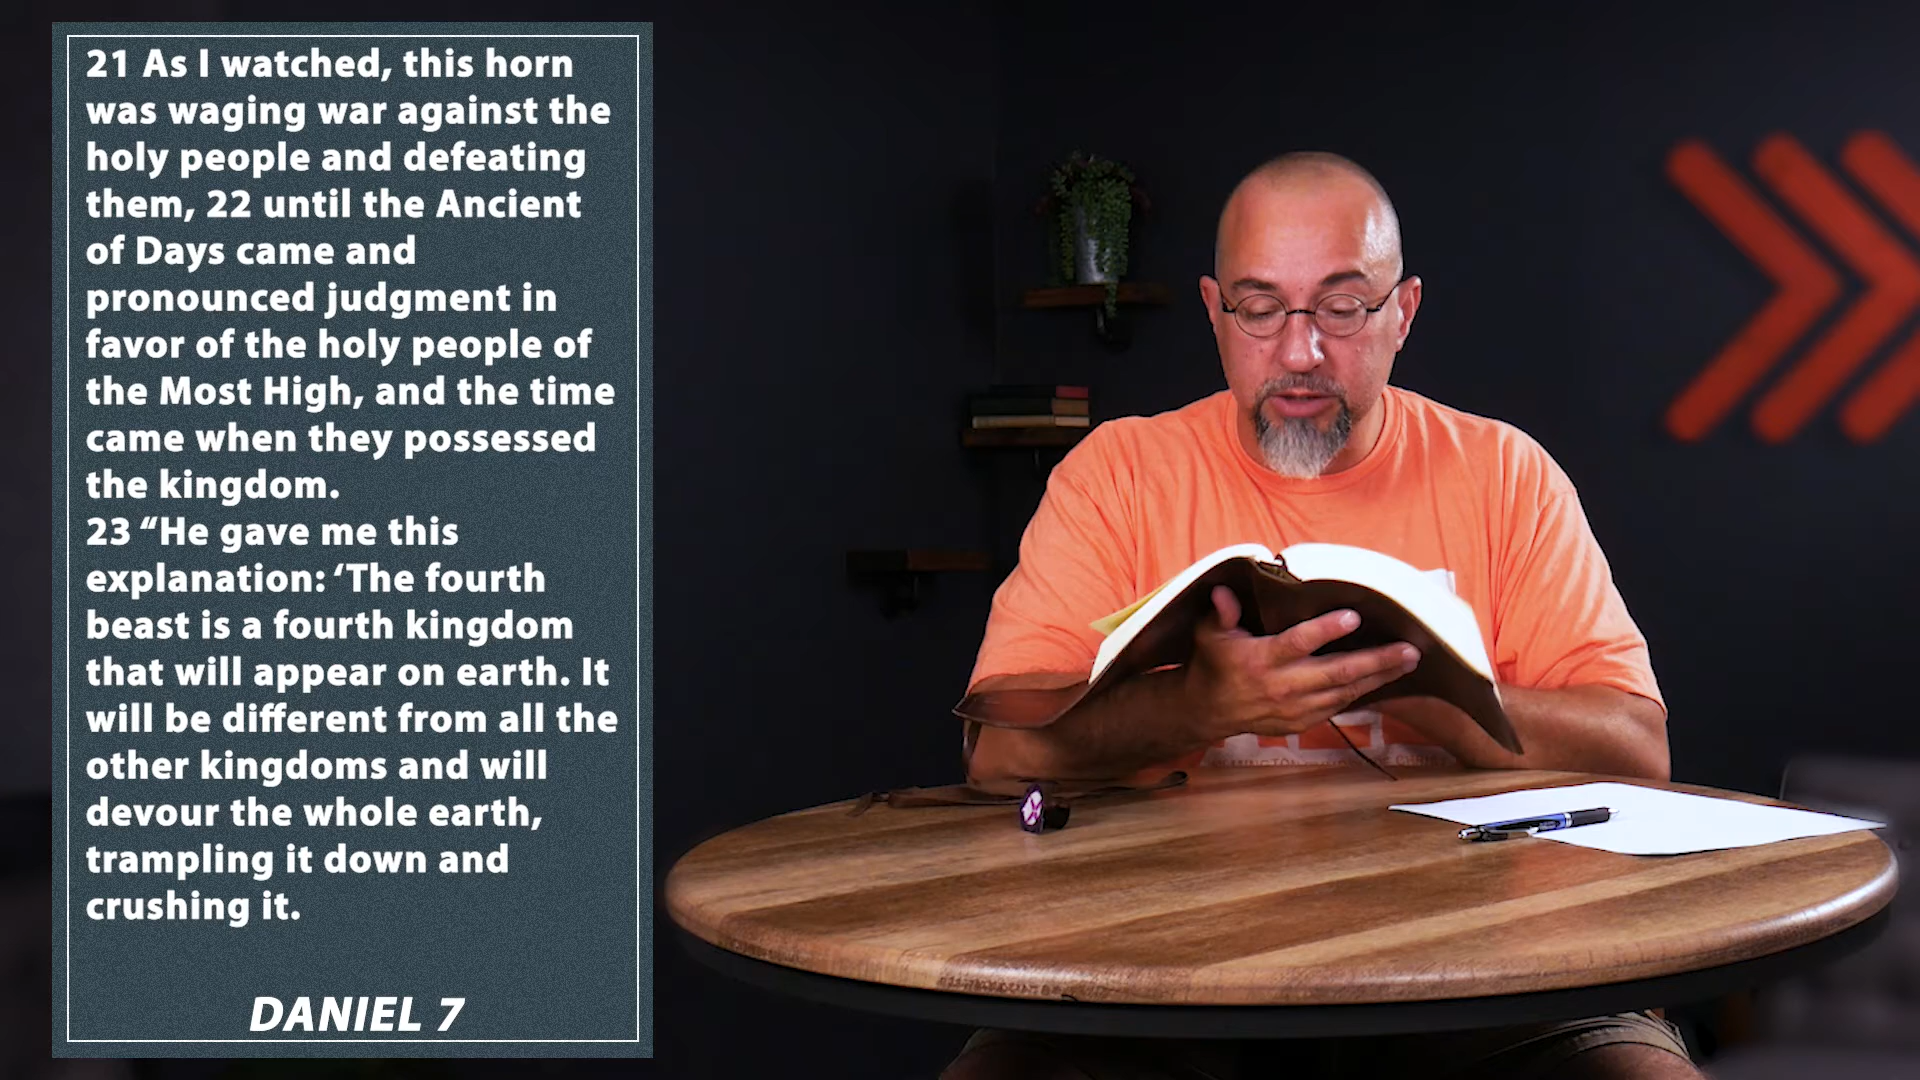 21 As I watched, this horn
was waging war against the
holy people and defeating
them, 22 until the Ancient
of Days came and
pronounced judgment in
favor of the holy people of
the Most High, and the time
came when they possessed
the kingdom.
23 “He gave me this
explanation: ‘The fourth
beast is a fourth kingdom
that will appear on earth. It
will be different from all the
other kingdoms and will
devour the whole earth,
trampling it down and
crushing it.
DANIEL 7